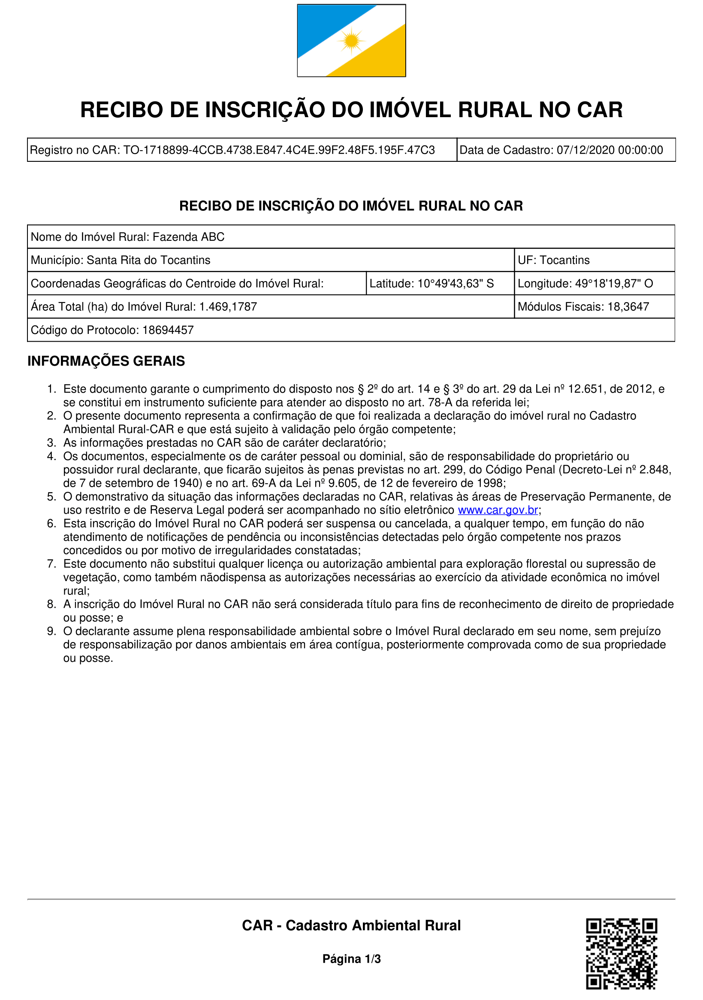 RECIBO DE INSCRIÇÃO DO IMÓVEL RURAL NO CAR
Registro no CAR: TO-1718899-4CCB.4738.E847.4C4E.99F2.48F5.195F.47C3 Data de Cadastro: 07/12/2020 00:00:00
RECIBO DE INSCRIÇÃO DO IMÓVEL RURAL NO CAR
Nome do Imóvel Rural: Fazenda ABC
Município: Santa Rita do Tocantins UF: Tocantins
Coordenadas Geográficas do Centroide do Imóvel Rural: Latitude: 10°49'43,63" S Longitude: 49°18'19,87" O
Área Total (ha) do Imóvel Rural: 1.469,1787 Módulos Fiscais: 18,3647
Código do Protocolo: 18694457
INFORMAÇÕES GERAIS
1. Este documento garante o cumprimento do disposto nos § 2º do art. 14 e § 3º do art. 29 da Lei nº 12.651, de 2012, e
se constitui em instrumento suficiente para atender ao disposto no art. 78-A da referida lei;
2. O presente documento representa a confirmação de que foi realizada a declaração do imóvel rural no Cadastro
Ambiental Rural-CAR e que está sujeito à validação pelo órgão competente;
3. As informações prestadas no CAR são de caráter declaratório;
4. Os documentos, especialmente os de caráter pessoal ou dominial, são de responsabilidade do proprietário ou
possuidor rural declarante, que ficarão sujeitos às penas previstas no art. 299, do Código Penal (Decreto-Lei nº 2.848,
de 7 de setembro de 1940) e no art. 69-A da Lei nº 9.605, de 12 de fevereiro de 1998;
5. O demonstrativo da situação das informações declaradas no CAR, relativas às áreas de Preservação Permanente, de
uso restrito e de Reserva Legal poderá ser acompanhado no sítio eletrônico www.car.gov.br;
6. Esta inscrição do Imóvel Rural no CAR poderá ser suspensa ou cancelada, a qualquer tempo, em função do não
atendimento de notificações de pendência ou inconsistências detectadas pelo órgão competente nos prazos
concedidos ou por motivo de irregularidades constatadas;
7. Este documento não substitui qualquer licença ou autorização ambiental para exploração florestal ou supressão de
vegetação, como também nãodispensa as autorizações necessárias ao exercício da atividade econômica no imóvel
rural;
8. A inscrição do Imóvel Rural no CAR não será considerada título para fins de reconhecimento de direito de propriedade
ou posse; e
9. O declarante assume plena responsabilidade ambiental sobre o Imóvel Rural declarado em seu nome, sem prejuízo
de responsabilização por danos ambientais em área contígua, posteriormente comprovada como de sua propriedade
ou posse.
CAR - Cadastro Ambiental Rural
Página 1/3